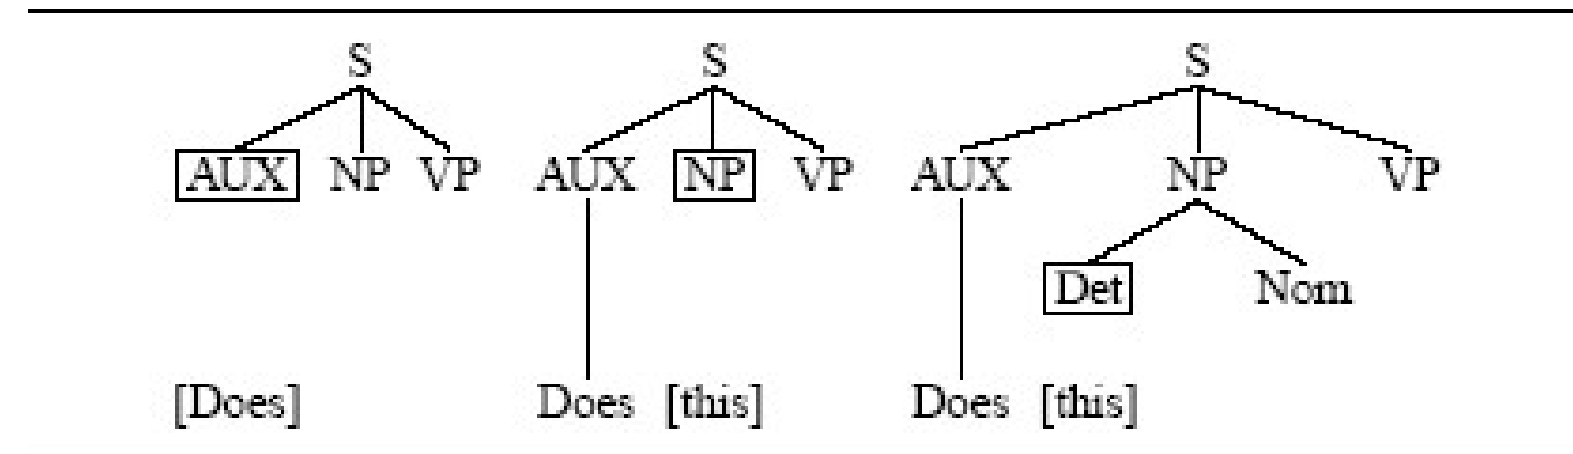 S S S
AUX NP VP AUX NP VP AUX NP VP
Det Nom
[Does] Does [this] Does [this]